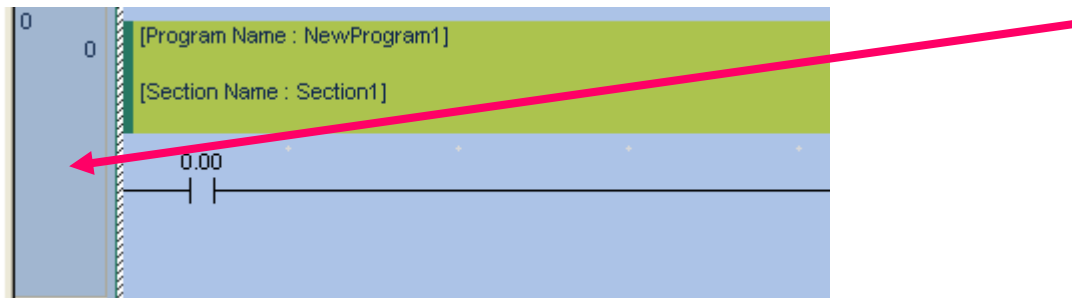 0
0
[Program Name : NewProgram1]
[Section Name : Section1]
0.00